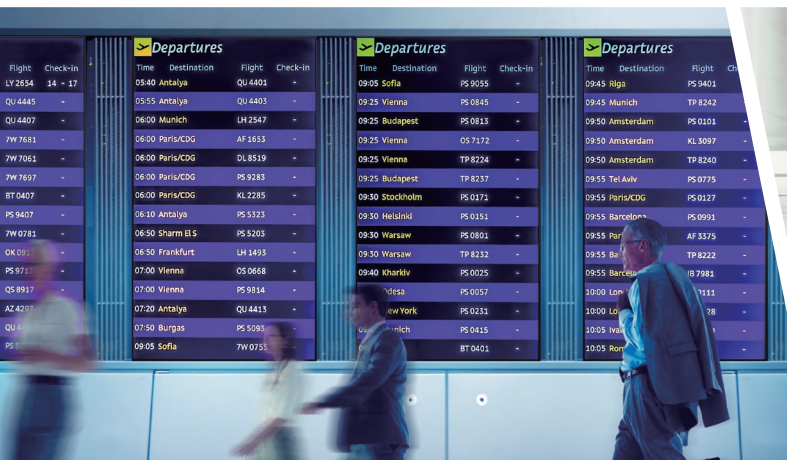 Flight Check-in
LY 2654 14 - 17
QU 4445 -
QU 4407 -
7W 7681 -
7W 7061 -
7W 7697 -
BT 0407 -
PS 9407 -
7W 0781 -
OK
PS
QS 8917 -
AZ
QU
PS
Departures
Time Destination Flight Check-in
05:40 Antalya QU 4401 -
05:55 Antalya QU 4403 -
06:00 Munich LH 2547 -
06:00 Paris/CDG AF 1653 -
06:00 Paris/CDG DL 8519 -
06:00 Paris/CDG PS 9283 -
06:00 Paris/CDG KL 2285 -
06:10 Antalya PS 5323 -
06:50 Sharm El S PS 5203 -
06:50 Frankfurt LH 1493 -
07:00 Vienna OS 0668 -
07:00 Vienna PS 9814 -
07:20 Antalya QU 4413 -
07:50 Burgas PS 5093 -
09:05 Sofia 7W 0755
Departures
Time Destination Flight Check-in
09:05 Sofia PS 9055 -
09:25 Vienna PS 0845 -
09:25 Budapest PS 0813 -
09:25 Vienna OS 7172 -
09:25 Vienna TP 8224 -
09:25 Budapest TP 8237 -
09:30 Stockholm PS 0171 -
09:30 Helsinki PS 0151 -
09:30 Warsaw PS 0801 -
09:30 Warsaw TP 8232 -
09:40 Kharkiv PS 0025 -
PS 0057 -
New York PS 0231 -
PS 0415 -
BT 0401 -
Departures
Time Destination Flight
09:45 Riga PS 9401 -
09:45 Munich TP 8242 -
09:50 Amsterdam PS 0101 -
09:50 Amsterdam KL 3097 -
09:50 Amsterdam TP 8240 -
09:55 Tel Aviv PS 0775 -
09:55 Paris/CDG PS 0127 -
09:55 Barcelona PS 0991 -
09:55 AF 3375 -
09:55 TP 8222 -
09:55 IB 7981 -
10:00 -
10:00 -
10:05 -
10:05 -